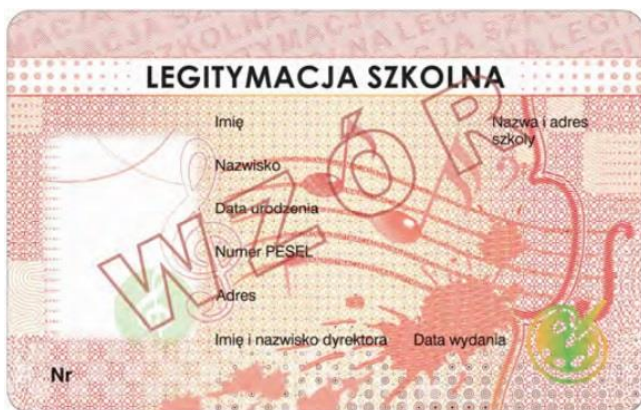 LEGITYMACJA SZKOLNA
Imię
Nazwa i adres
szkoły
Nazwisko
Data urodzenia
Numer PESEL
Adres
Imię i nazwisko dyrektora Data wydania
Nr
WZÓR